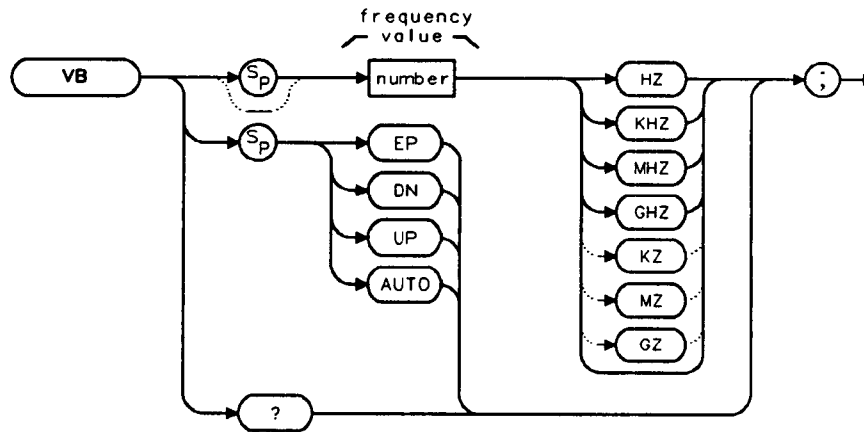 frequency
value
VB
Sp
number
HZ
;
KHZ
Sp
EP
MHZ
DN
GHZ
UP
KZ
AUTO
MZ
GZ
?